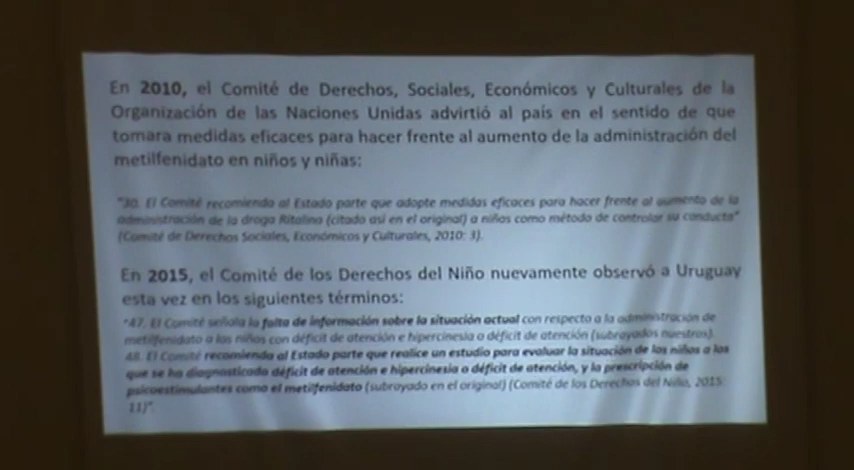 En 2010, el Comité de Derechos, Sociales, Económicos y Culturales de la
Organización de las Naciones Unidas advirtió al país en el sentido de que
tomara medidas eficaces para hacer frente al aumento de la administración del
metilfenidato en niños y niñas:
"30. El Comité recomienda al Estado parte que adopte medidas eficaces para hacer frente al aumento de la
administración de la droga Ritalina (citado así en el original) a niños como método de controlar su conducta"
(Comité de Derechos Sociales, Económicos y Culturales, 2010: 3).
En 2015, el Comité de los Derechos del Niño nuevamente observó a Uruguay
esta vez en los siguientes términos:
"47. El Comité señala la falta de información sobre la situación actual con respecto a la administración de
metilfenidato a los niños con déficit de atención e hipercinesia o déficit de atención (subrayados nuestros).
48. El Comité recomienda al Estado parte que realice un estudio para evaluar la situación de los niños a los
que se ha diagnosticado déficit de atención e hipercinesia o déficit de atención, y la prescripción de
psicoestimulantes como el metilfenidato (subrayado en el original) (Comité de los Derechos del Niño, 2015:
11)".